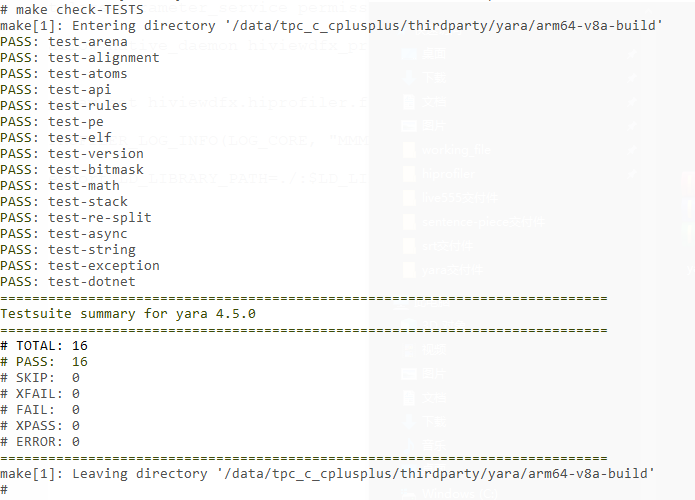 # make check-TESTS
make[1]: Entering directory '/data/tpc_c_cplusplus/thirdparty/yara/arm64-v8a-build'
PASS: test-arena
PASS: test-alignment
PASS: test-atoms
PASS: test-api
PASS: test-rules
PASS: test-pe
PASS: test-elf
PASS: test-version
PASS: test-bitmask
PASS: test-math
PASS: test-stack
PASS: test-re-split
PASS: test-async
PASS: test-string
PASS: test-exception
PASS: test-dotnet
============================================================================
Testsuite summary for yara 4.5.0
============================================================================
# TOTAL: 16
# PASS:  16
# SKIP:  0
# XFAIL: 0
# FAIL:  0
# XPASS: 0
# ERROR: 0
============================================================================
make[1]: Leaving directory '/data/tpc_c_cplusplus/thirdparty/yara/arm64-v8a-build'
#